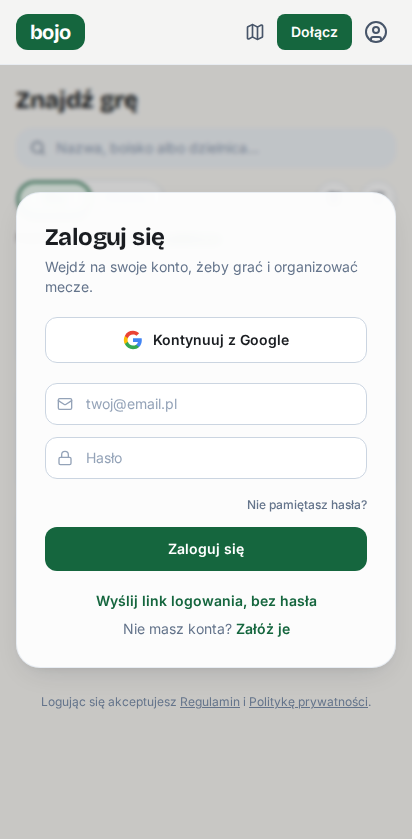 bojo
Dołącz
Znajdź grę
Nazwa, boisko albo dzielnica...
Zaloguj się
Wejdź na swoje konto, żeby grać i organizować
mecze.
Kontynuuj z Google
twoj@email.pl
Hasło
Nie pamiętasz hasła?
Zaloguj się
Wyślij link logowania, bez hasła
Nie masz konta? Załóż je
Logując się akceptujesz Regulamin i Politykę prywatności.